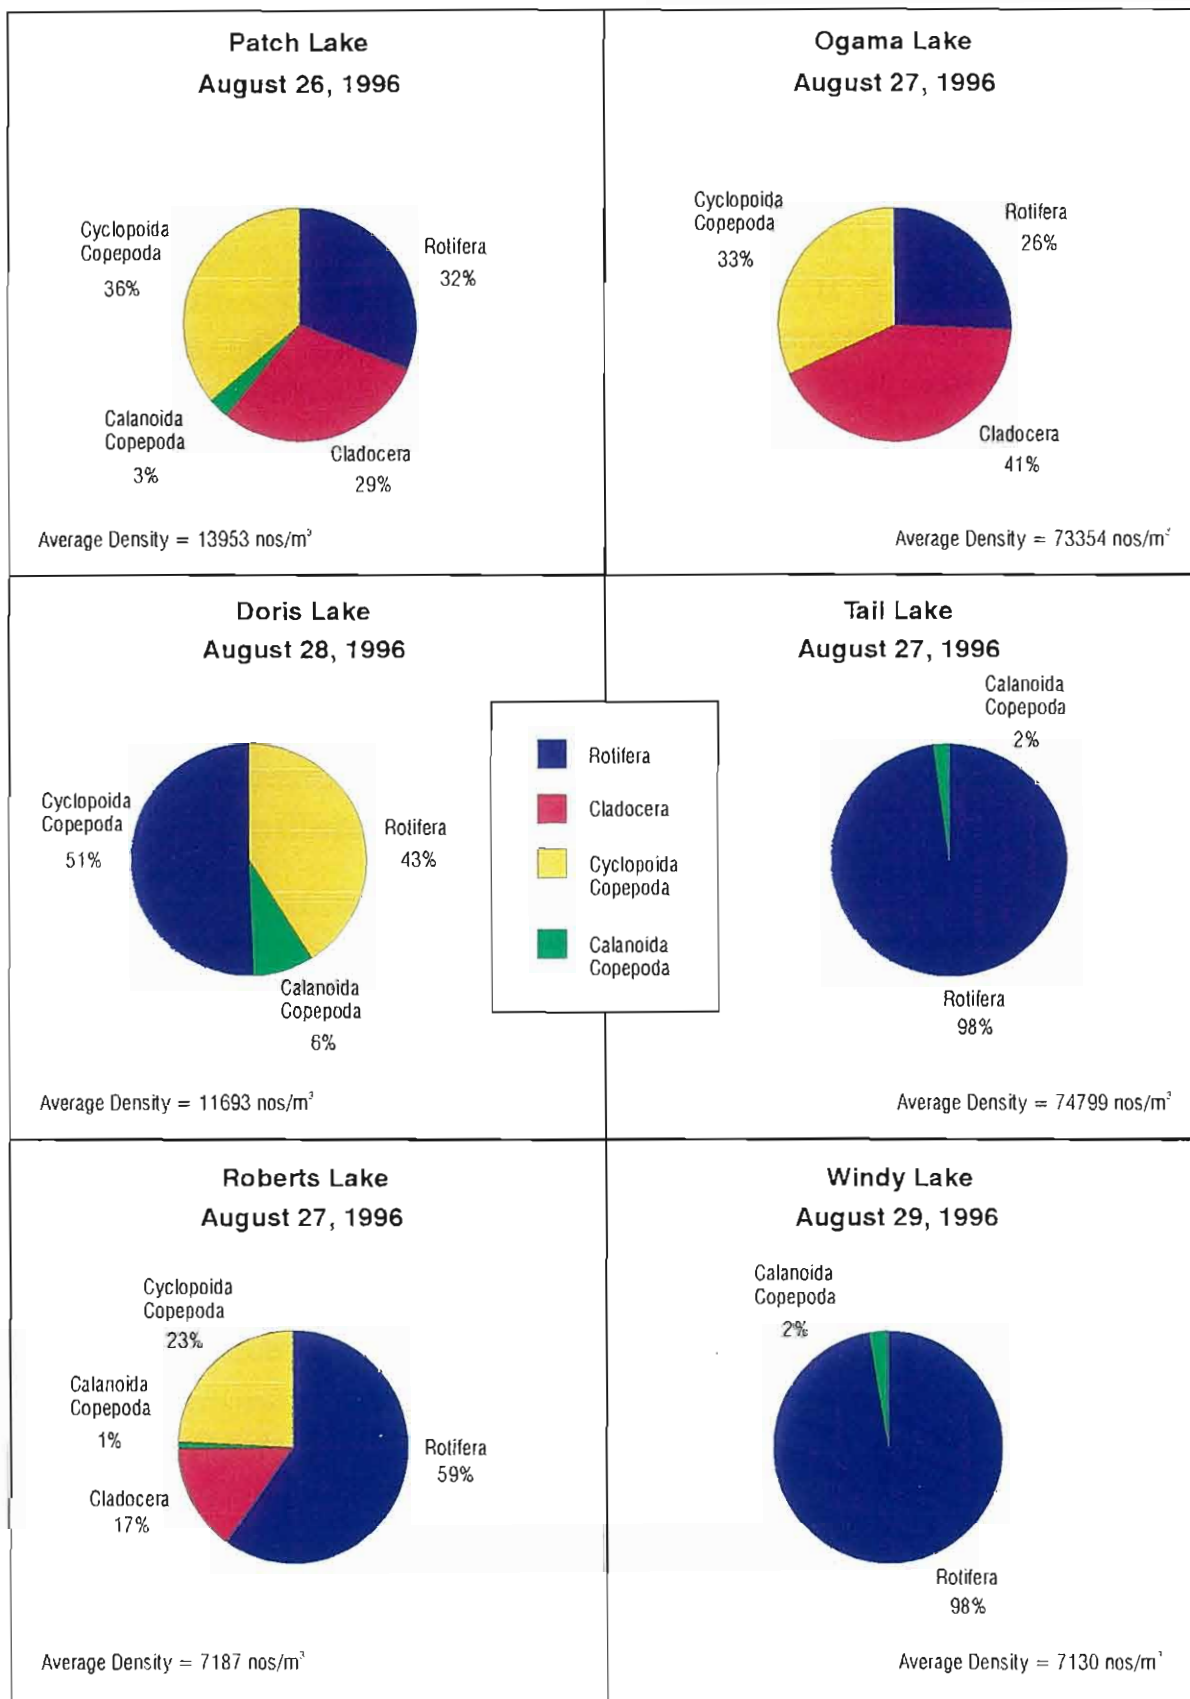 Patch Lake
August 26, 1996
Cyclopoida
Copepoda
36%
Rotifera
32%
Calanoida
Copepoda
3%
Cladocera
29%
Average Density = 13953 nos/m³
Ogama Lake
August 27, 1996
Cyclopoida
Copepoda
33%
Rotifera
26%
Cladocera
41%
Average Density = 73354 nos/m³
Doris Lake
August 28, 1996
Cyclopoida
Copepoda
51%
Rotifera
43%
Calanoida
Copepoda
6%
Average Density = 11693 nos/m³
Rotifera
Cladocera
Cyclopoida
Copepoda
Calanoida
Copepoda
Tail Lake
August 27, 1996
Calanoida
Copepoda
2%
Rotifera
98%
Average Density = 74799 nos/m³
Roberts Lake
August 27, 1996
Cyclopoida
Copepoda
23%
Calanoida
Copepoda
1%
Cladocera
17%
Rotifera
59%
Average Density = 7187 nos/m³
Windy Lake
August 29, 1996
Calanoida
Copepoda
2%
Rotifera
98%
Average Density = 7130 nos/m³